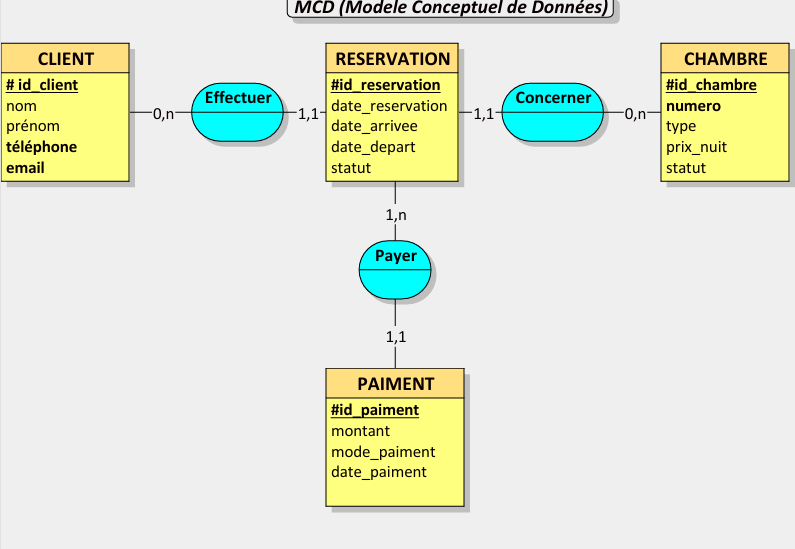 MCD (Modele Conceptuel de Données)
CLIENT
# id_client
nom
prénom
téléphone
email
0,n
Effectuer
1,1
RESERVATION
#id_reservation
date_reservation
date_arrivee
date_depart
statut
1,1
Concerner
0,n
CHAMBRE
#id_chambre
numero
type
prix_nuit
statut
1,n
Payer
1,1
PAIMENT
#id_paiment
montant
mode_paiment
date_paiment